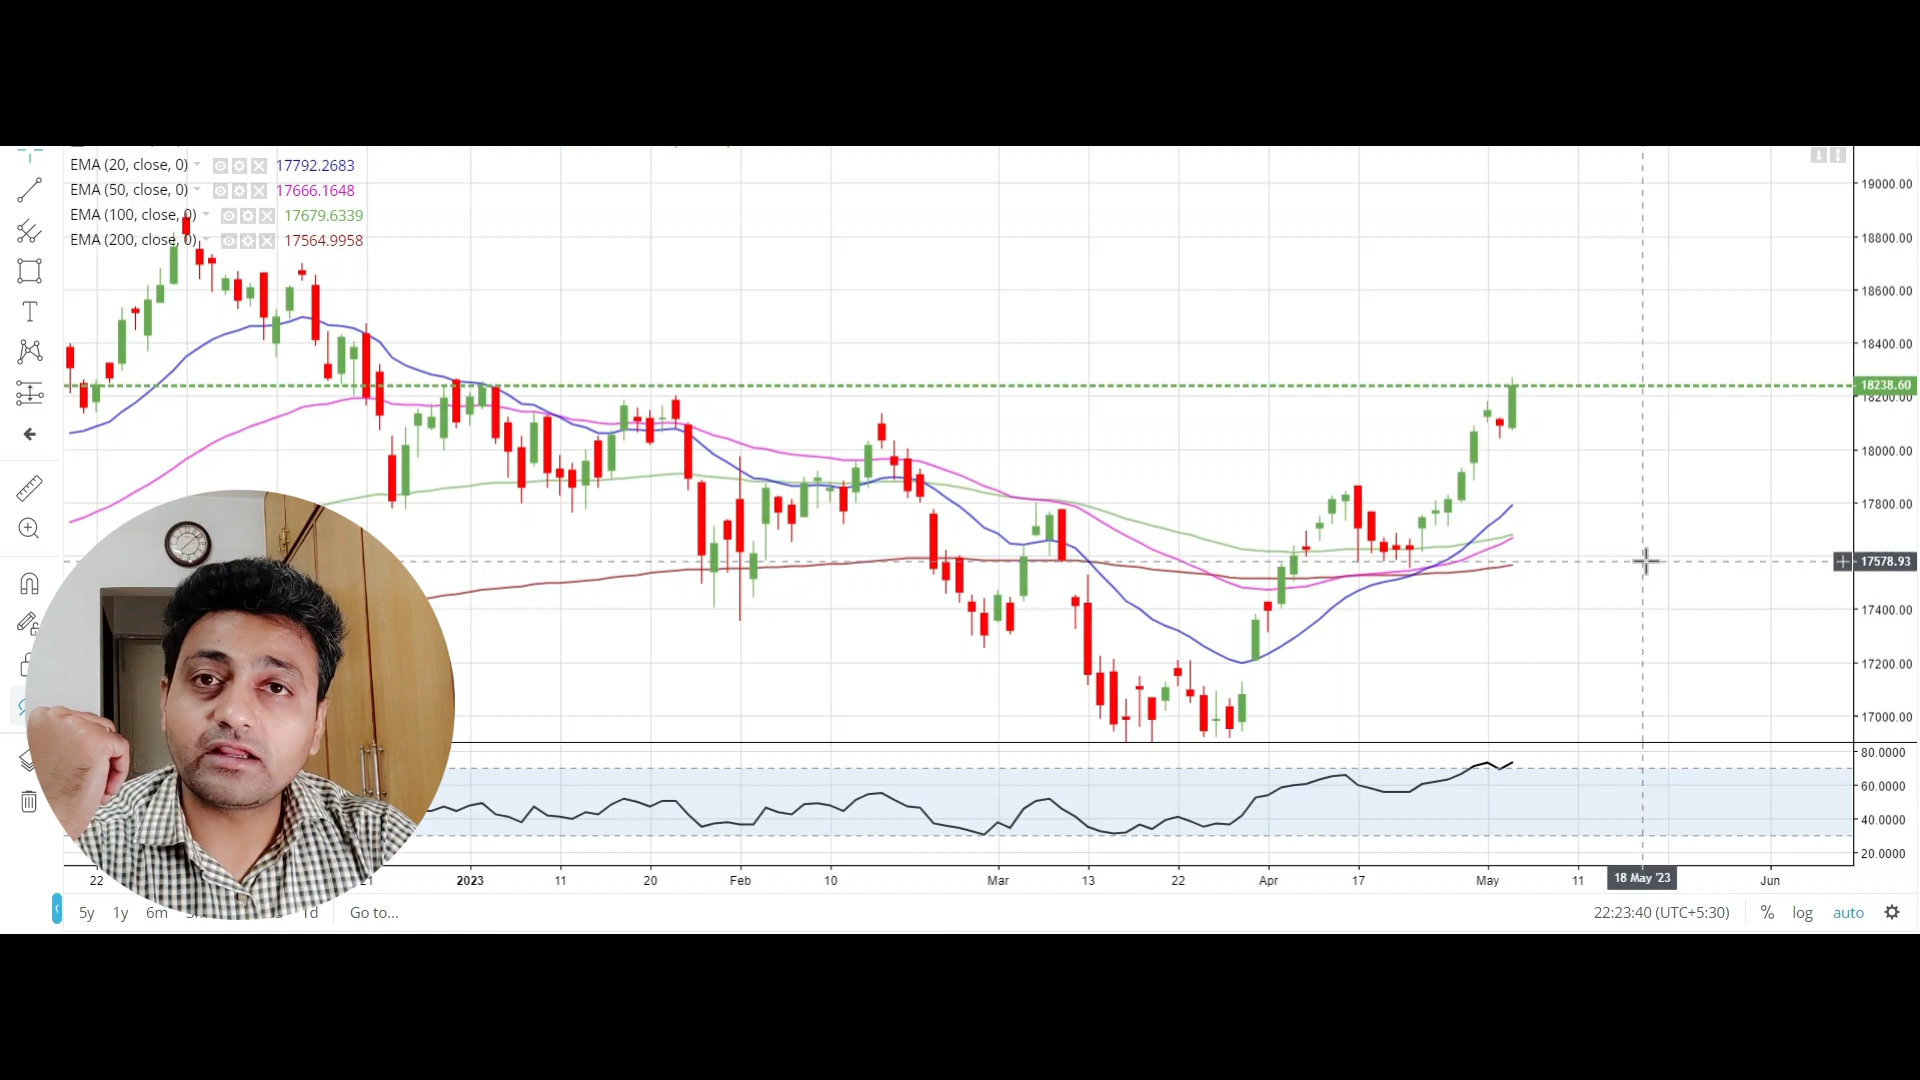 EMA (20, close, 0) 17792.2683
EMA (50, close, 0) 17666.1648
EMA (100, close, 0) 17679.6339
EMA (200, close, 0) 17564.9958
19000.00
18800.00
18600.00
18400.00
18238.60
18200.00
18000.00
17800.00
17578.93
17400.00
17200.00
17000.00
80.0000
60.0000
40.0000
20.0000
22 21 2023 11 20 Feb 10 Mar 13 22 Apr 17 May 11 18 May '23 Jun
5y 1y 6m 1d Go to... 22:23:40 (UTC+5:30) % log auto